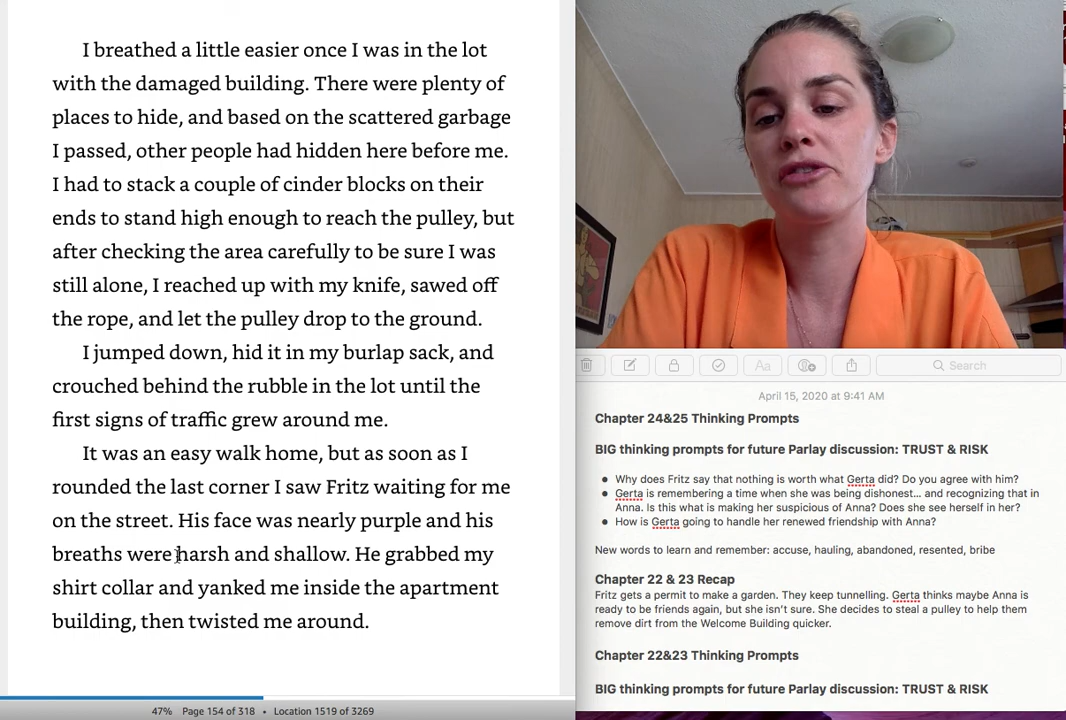 I breathed a little easier once I was in the lot
with the damaged building. There were plenty of
places to hide, and based on the scattered garbage
I passed, other people had hidden here before me.
I had to stack a couple of cinder blocks on their
ends to stand high enough to reach the pulley, but
after checking the area carefully to be sure I was
still alone, I reached up with my knife, sawed off
the rope, and let the pulley drop to the ground.
I jumped down, hid it in my burlap sack, and
crouched behind the rubble in the lot until the
first signs of traffic grew around me.
It was an easy walk home, but as soon as I
rounded the last corner I saw Fritz waiting for me
on the street. His face was nearly purple and his
breaths were harsh and shallow. He grabbed my
shirt collar and yanked me inside the apartment
building, then twisted me around.
47% Page 154 of 318 • Location 1519 of 3269
Aa
Search
April 15, 2020 at 9:41 AM
Chapter 24&25 Thinking Prompts
BIG thinking prompts for future Parlay discussion: TRUST & RISK
• Why does Fritz say that nothing is worth what Gerta did? Do you agree with him?
• Gerta is remembering a time when she was being dishonest... and recognizing that in
Anna. Is this what is making her suspicious of Anna? Does she see herself in her?
• How is Gerta going to handle her renewed friendship with Anna?
New words to learn and remember: accuse, hauling, abandoned, resented, bribe
Chapter 22 & 23 Recap
Fritz gets a permit to make a garden. They keep tunnelling. Gerta thinks maybe Anna is
ready to be friends again, but she isn't sure. She decides to steal a pulley to help them
remove dirt from the Welcome Building quicker.
Chapter 22&23 Thinking Prompts
BIG thinking prompts for future Parlay discussion: TRUST & RISK